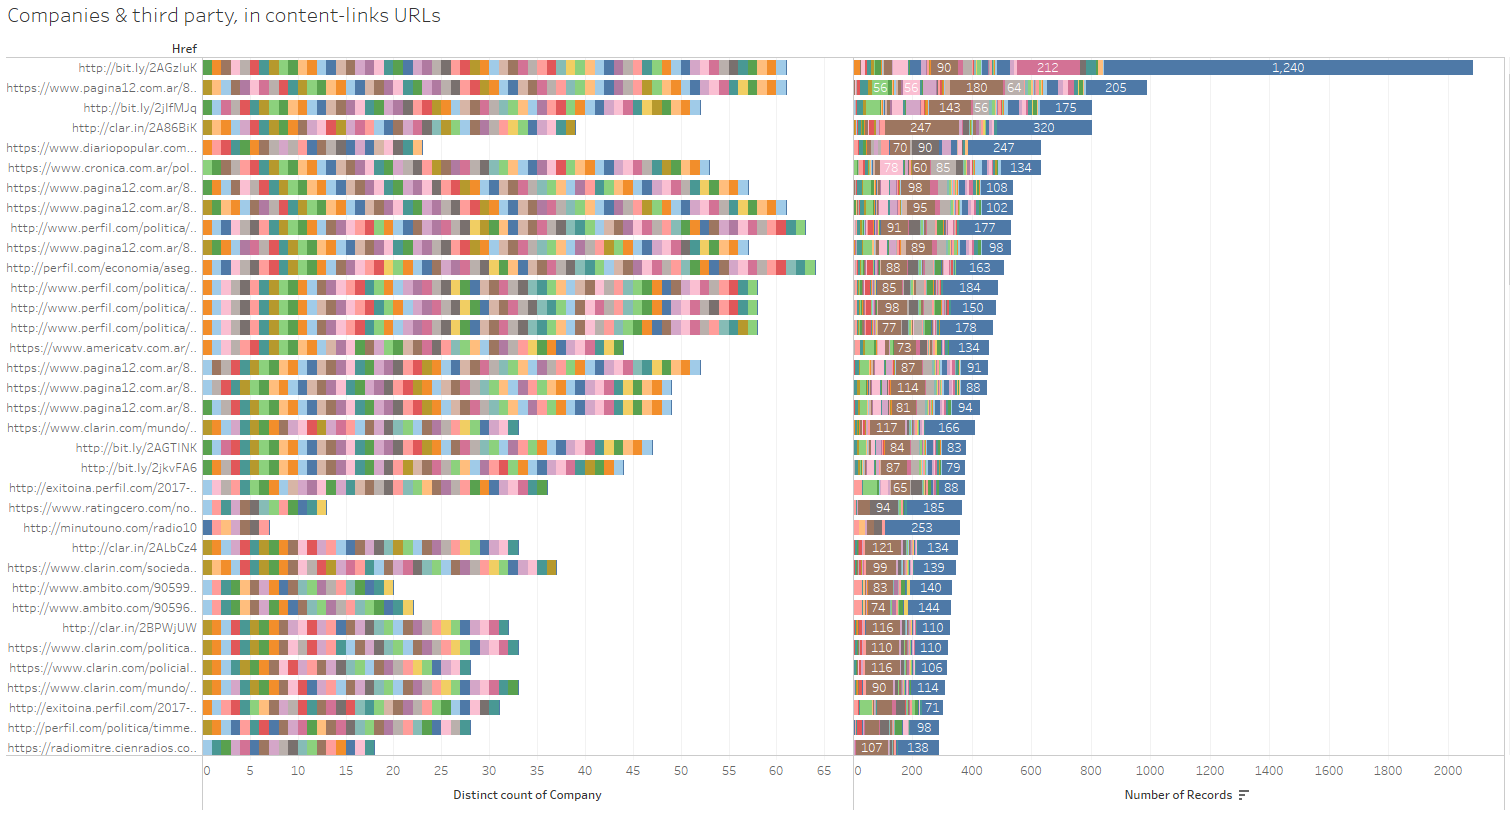 Companies & third party, in content-links URLs
Href
http://bit.ly/2AGzIuK 90 212 1,240
https://www.pagina12.com.ar/8.. 56 56 180 64 205
http://bit.ly/2jIfMJq 143 56 175
http://clar.in/2A86BiK 247 320
https://www.diariopopular.com... 70 90 247
https://www.cronica.com.ar/pol.. 78 60 85 134
https://www.pagina12.com.ar/8.. 98 108
https://www.pagina12.com.ar/8.. 95 102
http://www.perfil.com/politica/.. 91 177
https://www.pagina12.com.ar/8.. 89 98
http://perfil.com/economia/aseg.. 88 163
http://www.perfil.com/politica/.. 85 184
http://www.perfil.com/politica/.. 98 150
http://www.perfil.com/politica/.. 77 178
https://www.americatv.com.ar/.. 73 134
https://www.pagina12.com.ar/8.. 87 91
https://www.pagina12.com.ar/8.. 114 88
https://www.pagina12.com.ar/8.. 81 94
https://www.clarin.com/mundo/.. 117 166
http://bit.ly/2AGTINK 84 83
http://bit.ly/2jkvFA6 87 79
http://exitoina.perfil.com/2017-.. 65 88
https://www.ratingcero.com/no.. 94 185
http://minutouno.com/radio10 253
http://clar.in/2ALbCz4 121 134
https://www.clarin.com/socieda.. 99 139
http://www.ambito.com/90599.. 83 140
http://www.ambito.com/90596.. 74 144
http://clar.in/2BPWjUW 116 110
https://www.clarin.com/politica.. 110 110
https://www.clarin.com/policial.. 116 106
https://www.clarin.com/mundo/.. 90 114
http://exitoina.perfil.com/2017-.. 71
http://perfil.com/politica/timme.. 98
https://radiomitre.cienradios.co.. 107 138
0 5 10 15 20 25 30 35 40 45 50 55 60 65 0 200 400 600 800 1000 1200 1400 1600 1800 2000
Distinct count of Company Number of Records